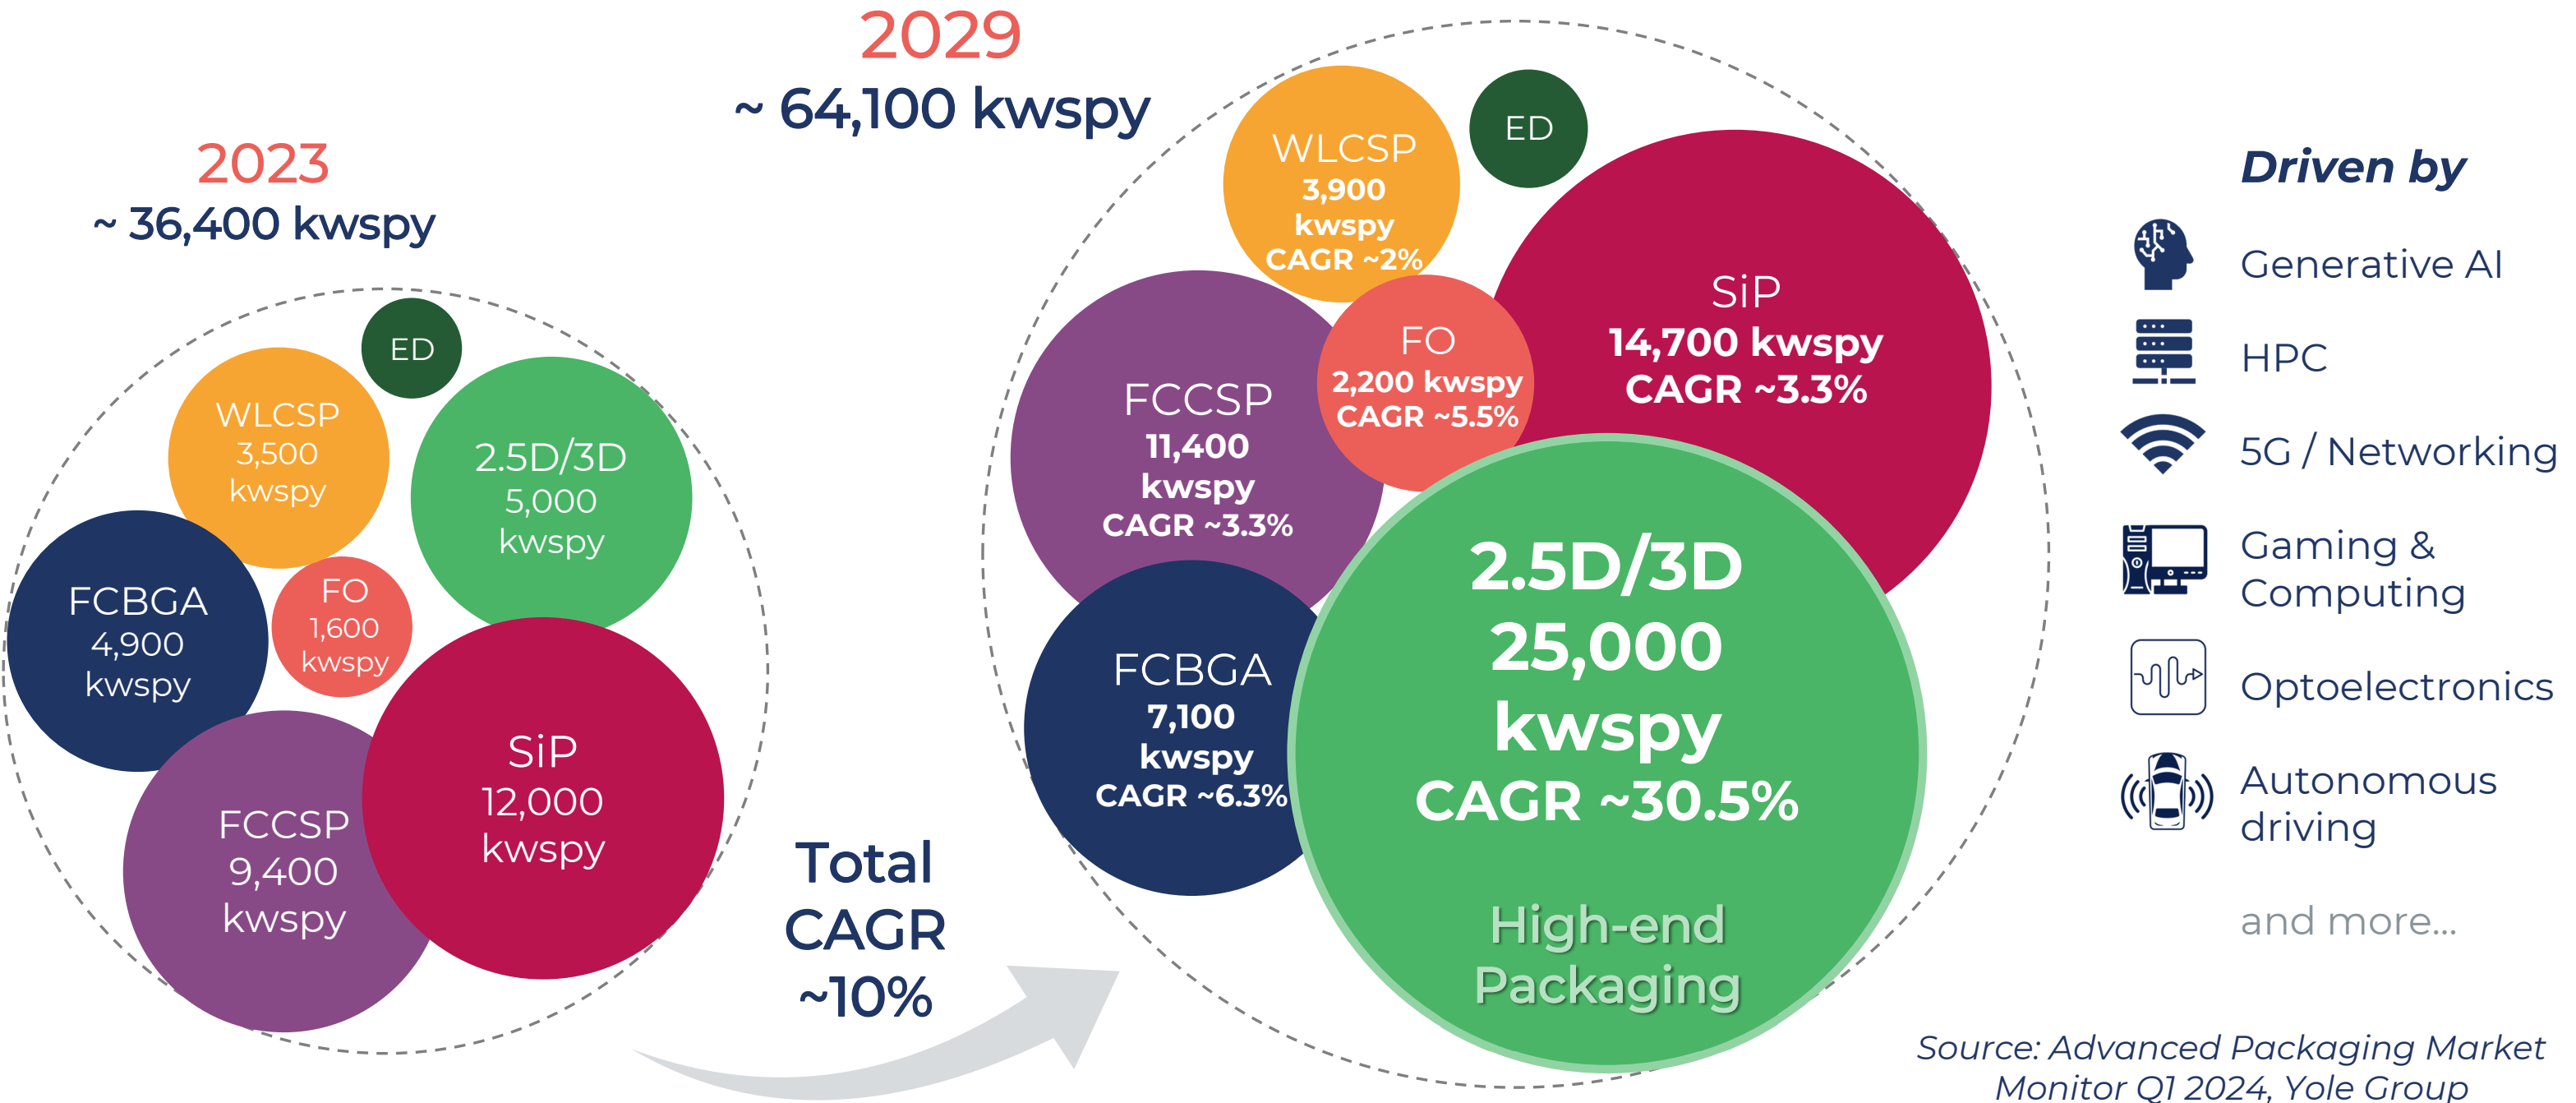 2023
~ 36,400 kwspy
ED
WLCSP
3,500
kwspy
2.5D/3D
5,000
kwspy
FCBGA
4,900
kwspy
FO
1,600
kwspy
SiP
12,000
kwspy
FCCSP
9,400
kwspy
Total
CAGR
~10%
2029
~ 64,100 kwspy
WLCSP
3,900
kwspy
CAGR ~2%
ED
SiP
14,700 kwspy
CAGR ~3.3%
FO
2,200 kwspy
CAGR ~5.5%
FCCSP
11,400
kwspy
CAGR ~3.3%
FCBGA
7,100
kwspy
CAGR ~6.3%
2.5D/3D
25,000
kwspy
CAGR ~30.5%
High-end
Packaging
Driven by
Generative AI
HPC
5G / Networking
Gaming &
Computing
Optoelectronics
Autonomous
driving
and more...
Source: Advanced Packaging Market
Monitor Q1 2024, Yole Group